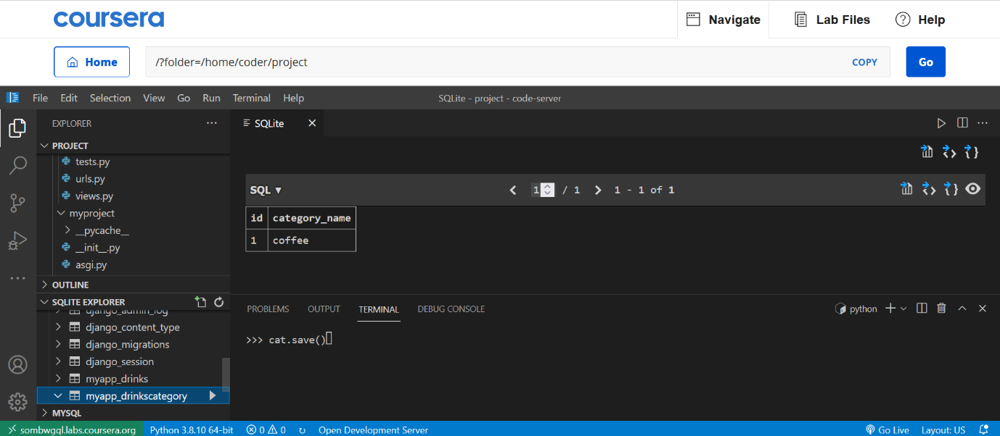 coursera
Navigate
Lab Files
Help
Home
/?folder=/home/coder/project
COPY
Go
File Edit Selection View Go Run Terminal Help
SQLite - project - code-server
EXPLORER
PROJECT
tests.py
urls.py
views.py
myproject
__pycache__
__init__.py
asgi.py
OUTLINE
SQLITE EXPLORER
django_admin_log
django_content_type
django_migrations
django_session
myapp_drinks
myapp_drinkscategory
MYSQL
SQLite
SQL ▼
1 / 1 1 - 1 of 1
id category_name
1 coffee
PROBLEMS OUTPUT TERMINAL DEBUG CONSOLE
python
>>> cat.save()
sombwgql.labs.coursera.org Python 3.8.10 64-bit 0 0 Open Development Server Go Live Layout: US